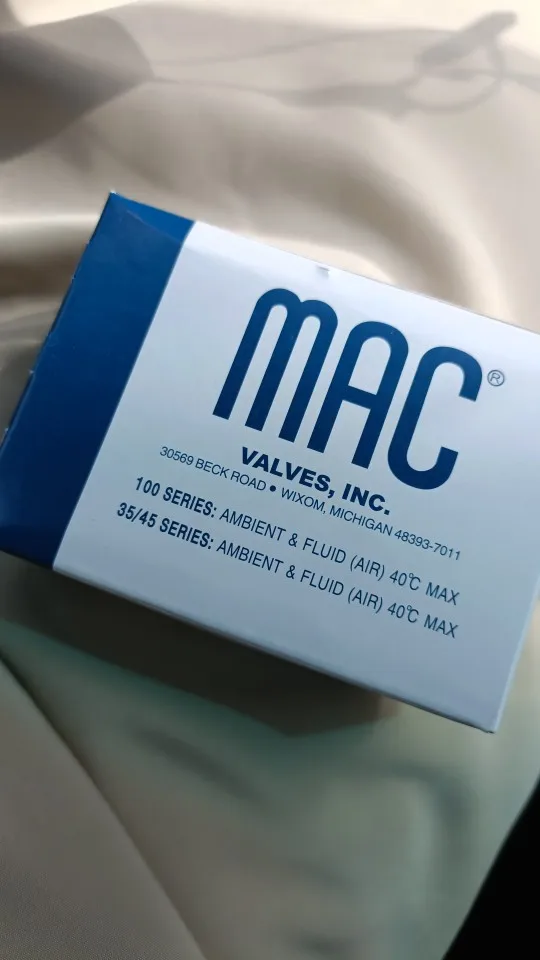 MAC®
VALVES, INC.
30569 BECK ROAD • WIXOM, MICHIGAN 48393-7011
100 SERIES: AMBIENT & FLUID (AIR) 40°C MAX
35/45 SERIES: AMBIENT & FLUID (AIR) 40°C MAX